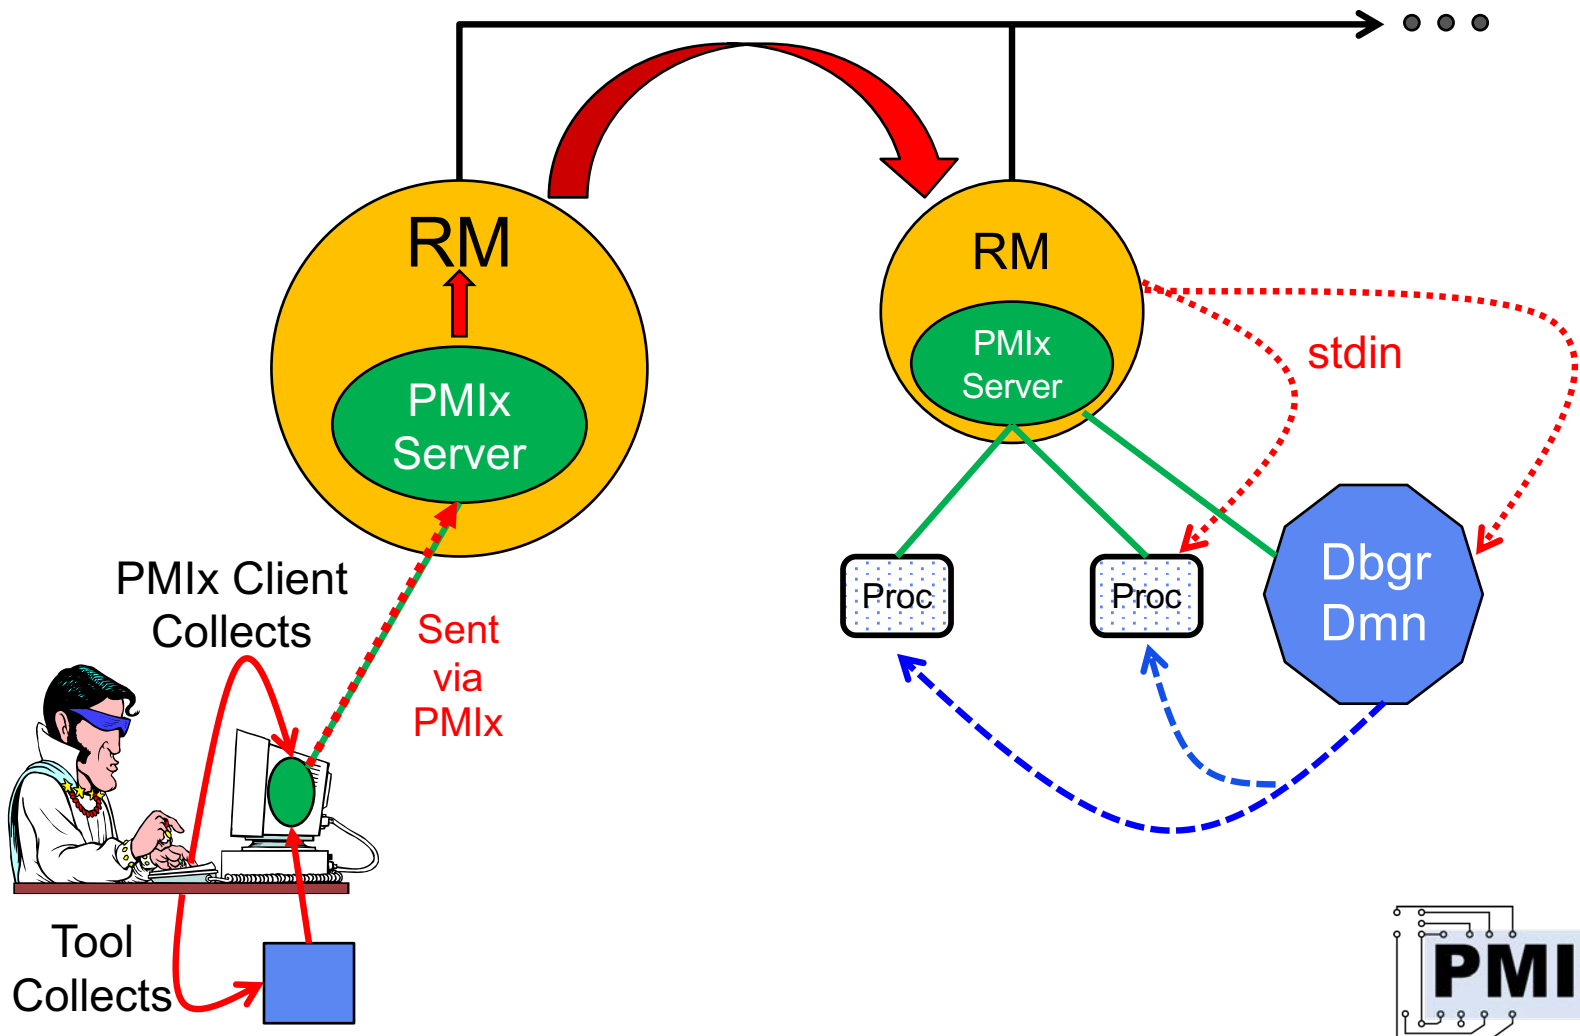 RM
PMIx
Server
RM
PMIx
Server
stdin
PMIx Client
Collects
Sent
via
PMIx
Proc
Proc
Dbgr
Dmn
Tool
Collects
PMI